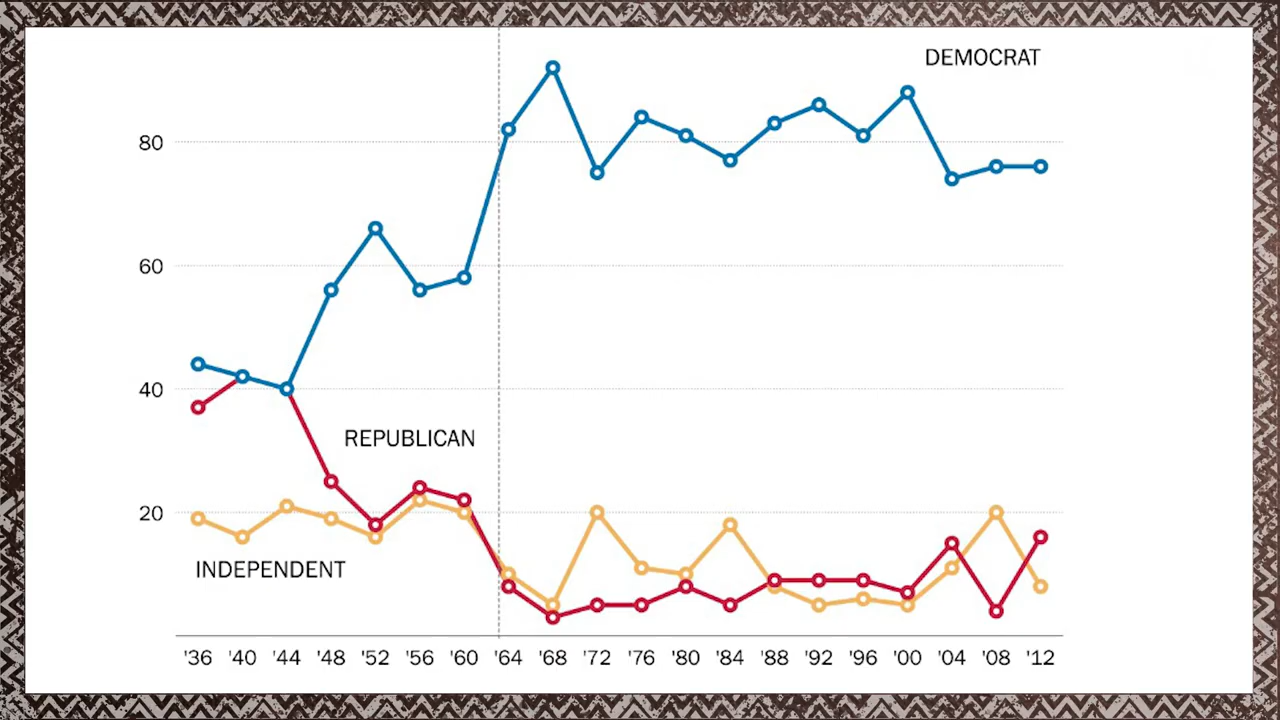 DEMOCRAT
80
60
40
REPUBLICAN
20
INDEPENDENT
'36 '40 '44 '48 '52 '56 '60 '64 '68 '72 '76 '80 '84 '88 '92 '96 '00 '04 '08 '12